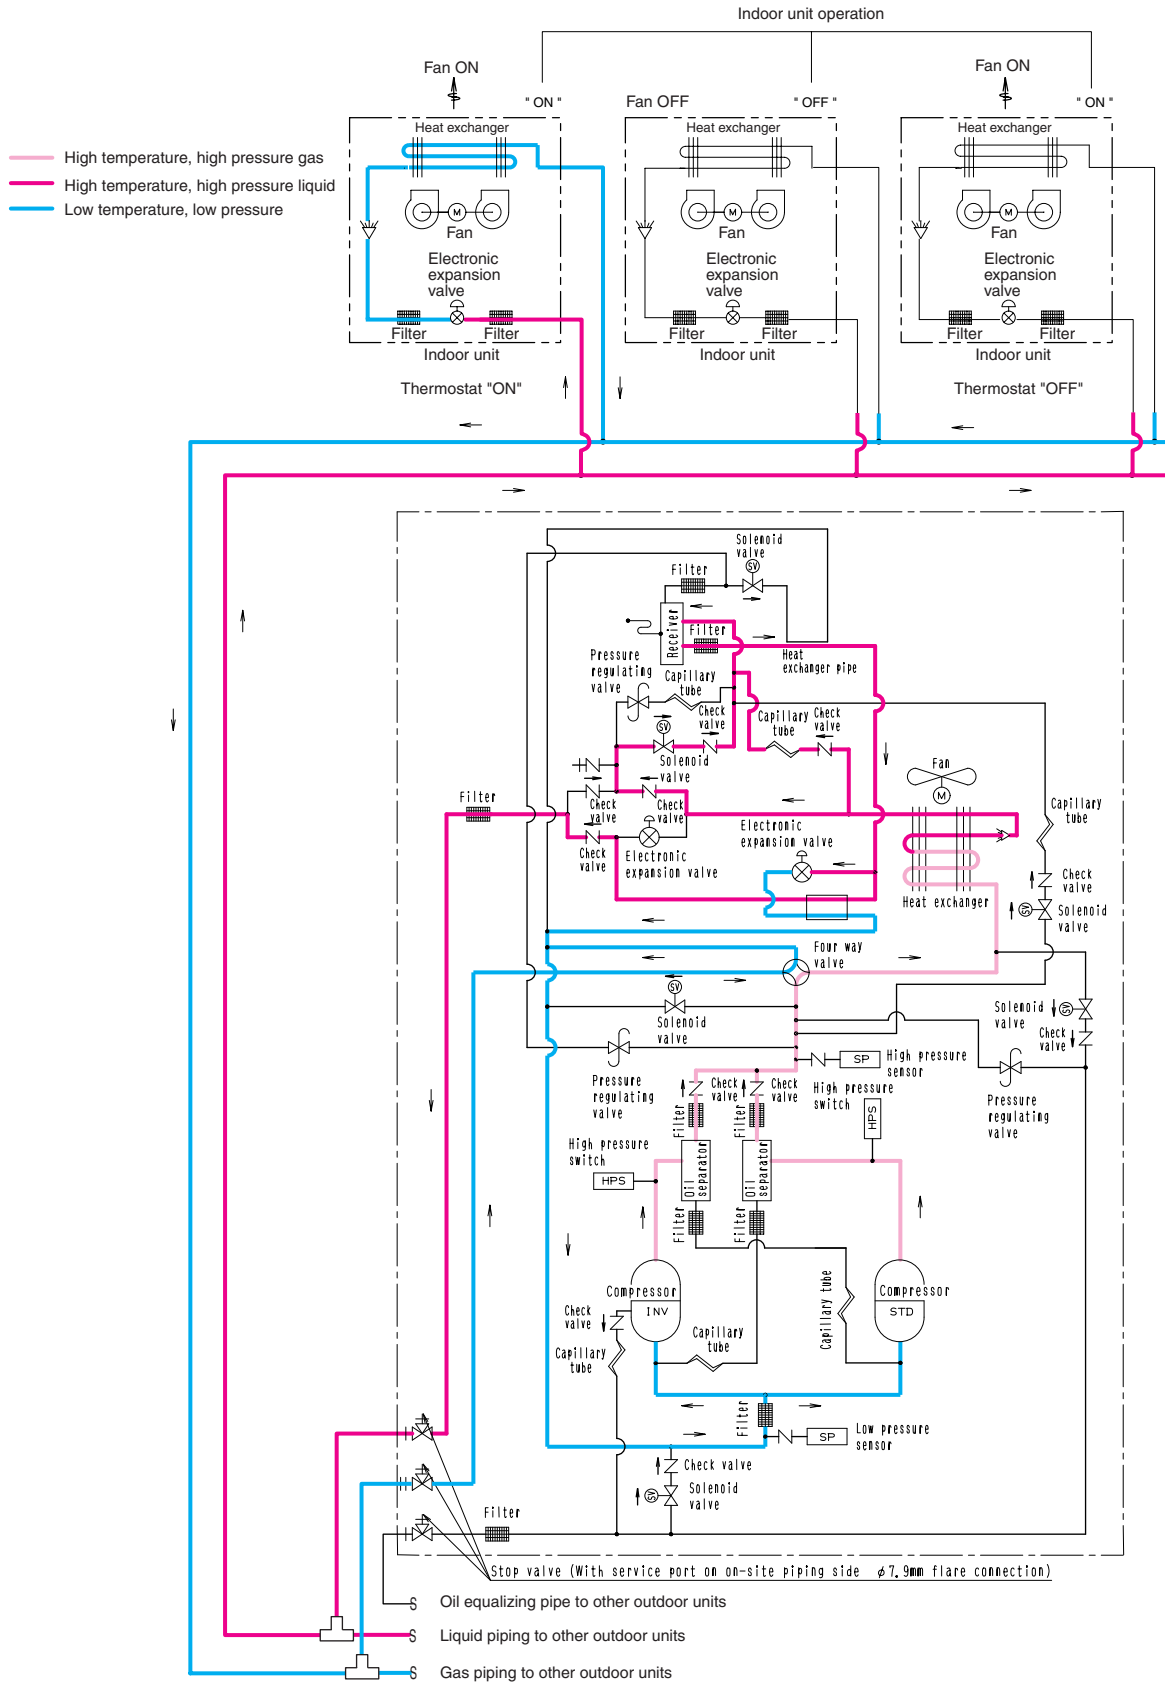 Indoor unit operation
Fan ON
" ON "
Fan OFF
" OFF "
Fan ON
" ON "
High temperature, high pressure gas
High temperature, high pressure liquid
Low temperature, low pressure
Heat exchanger
M
Fan
Electronic
expansion
valve
Filter
Filter
Indoor unit
Thermostat "ON"
Heat exchanger
M
Fan
Electronic
expansion
valve
Filter
Filter
Indoor unit
Heat exchanger
M
Fan
Electronic
expansion
valve
Filter
Filter
Indoor unit
Thermostat "OFF"
Solenoid
valve
SV
Filter
Receiver
Filter
Heat
exchanger pipe
Pressure
regulating
valve
Capillary
tube
Check
valve
SV
Solenoid
valve
Capillary
tube
Check
valve
Fan
M
Capillary
tube
Filter
Check
valve
Check
valve
Check
valve
Electronic
expansion valve
Electronic
expansion valve
Heat exchanger
Check
valve
SV
Solenoid
valve
Four way
valve
SV
Solenoid
valve
Solenoid
valve
SV
Check
valve
Pressure
regulating
valve
SP
High pressure
sensor
Pressure
regulating
valve
Check
valve
Check
valve
High pressure
switch
HPS
Filter
Filter
High pressure
switch
HPS
Oil
separator
Oil
separator
Filter
Filter
Compressor
INV
Compressor
STD
Check
valve
Capillary
tube
Capillary
tube
Capillary tube
Filter
SP
Low pressure
sensor
Check valve
SV
Solenoid
valve
Filter
Stop valve (With service port on on-site piping side φ7.9mm flare connection)
Oil equalizing pipe to other outdoor units
Liquid piping to other outdoor units
Gas piping to other outdoor units